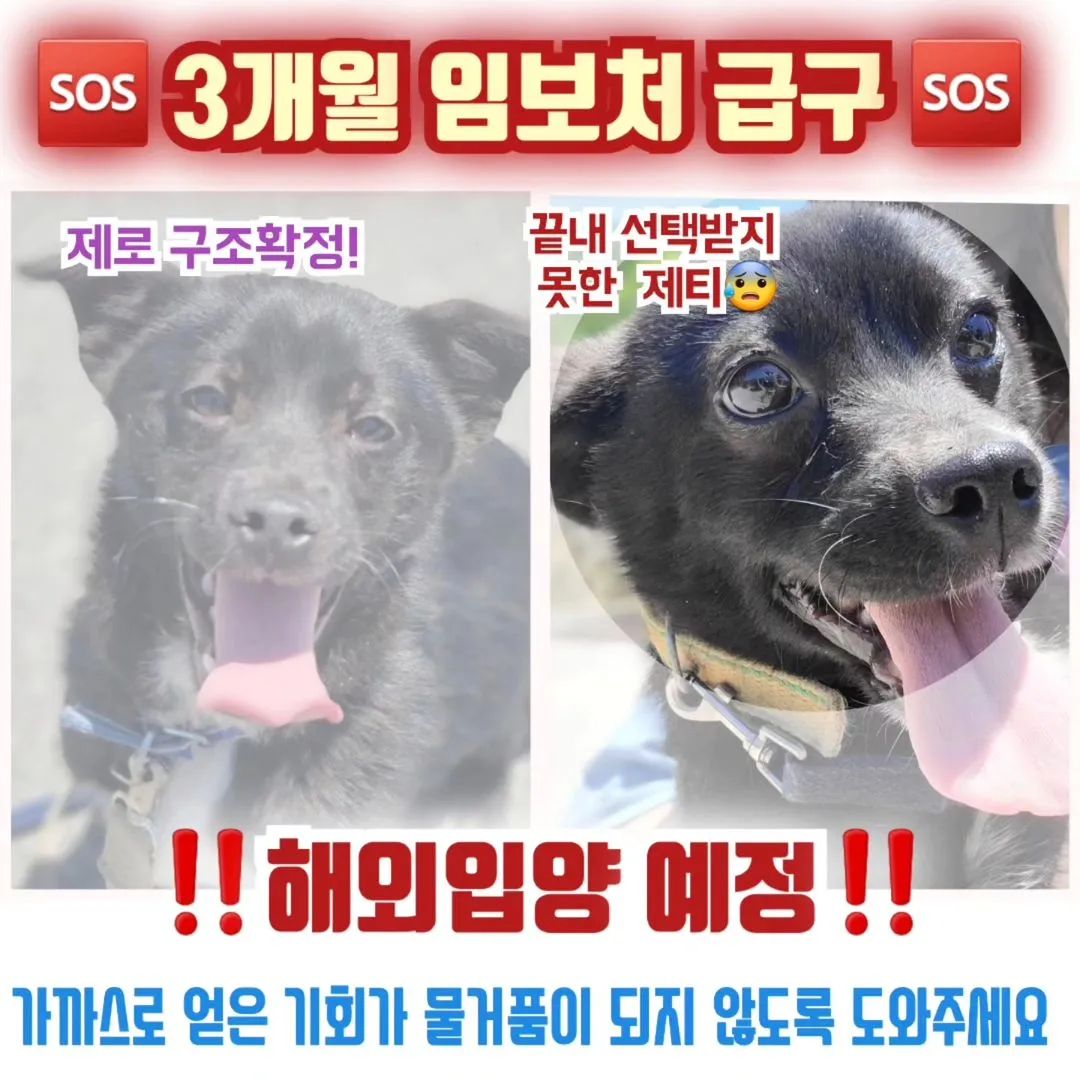 SOS 3개월 임보처 급구 SOS
제로 구조확정!
끝내 선택받지
못한 제티😰
‼해외입양 예정‼
가까스로 얻은 기회가 물거품이 되지 않도록 도와주세요